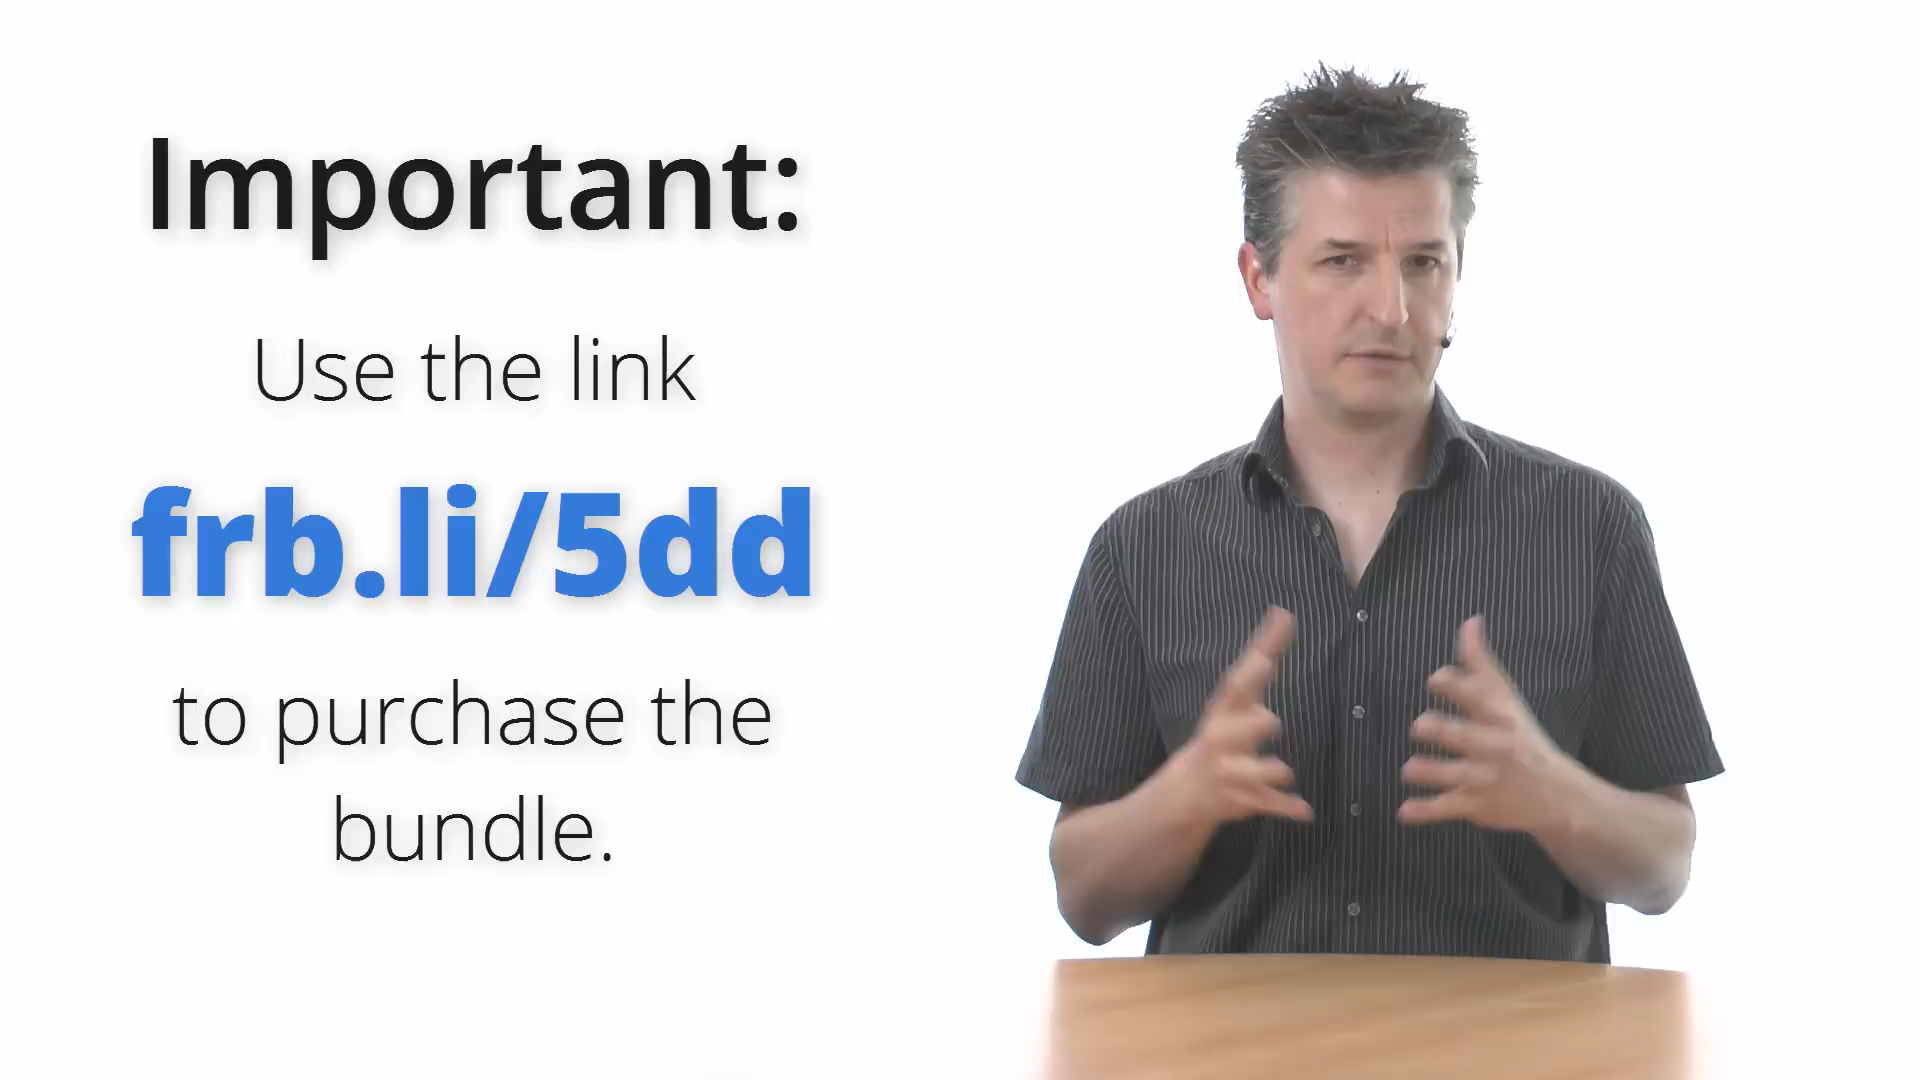 Important:
Use the link
frb.li/5dd
to purchase the
bundle.